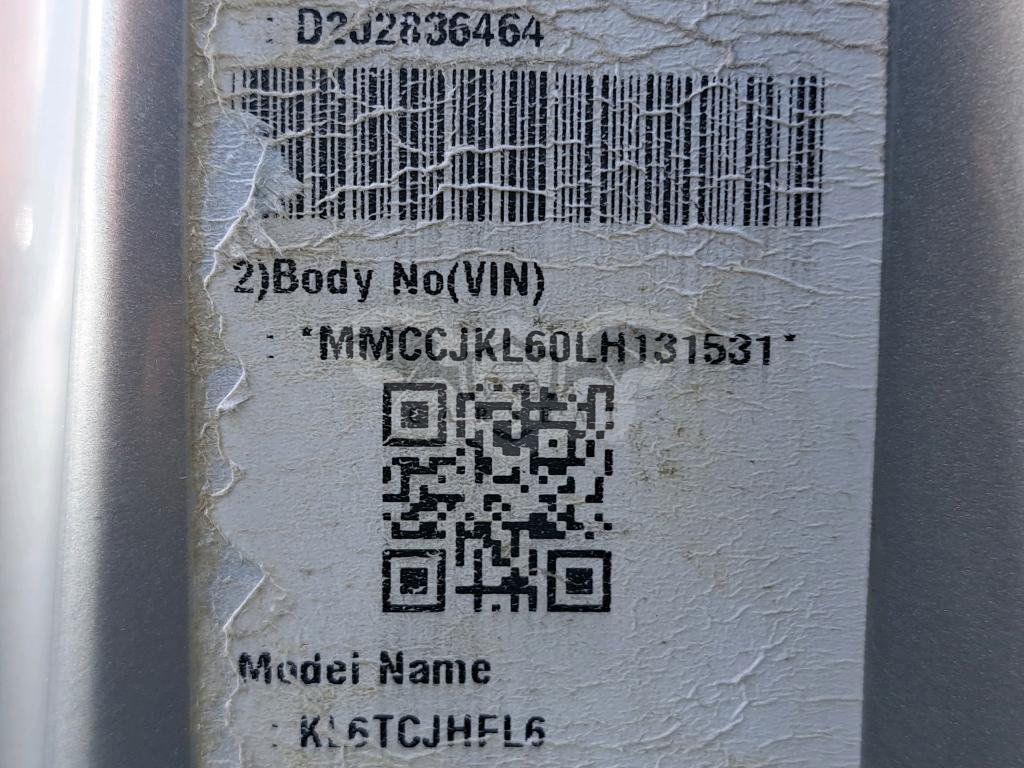 : D2J2836464
2)Body No(VIN)
: *MMCCJKL60LH131531*
Model Name
: KL6TCJHFL6